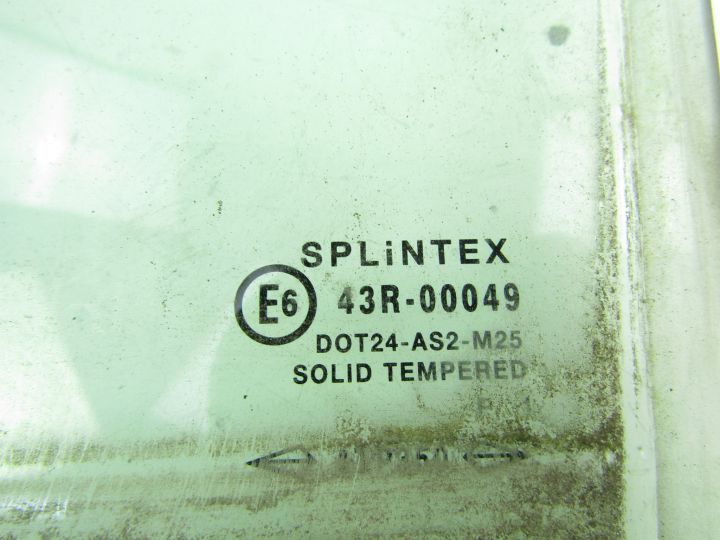 SPLiNTEX
E6 43R-00049
DOT24-AS2-M25
SOLID TEMPERED